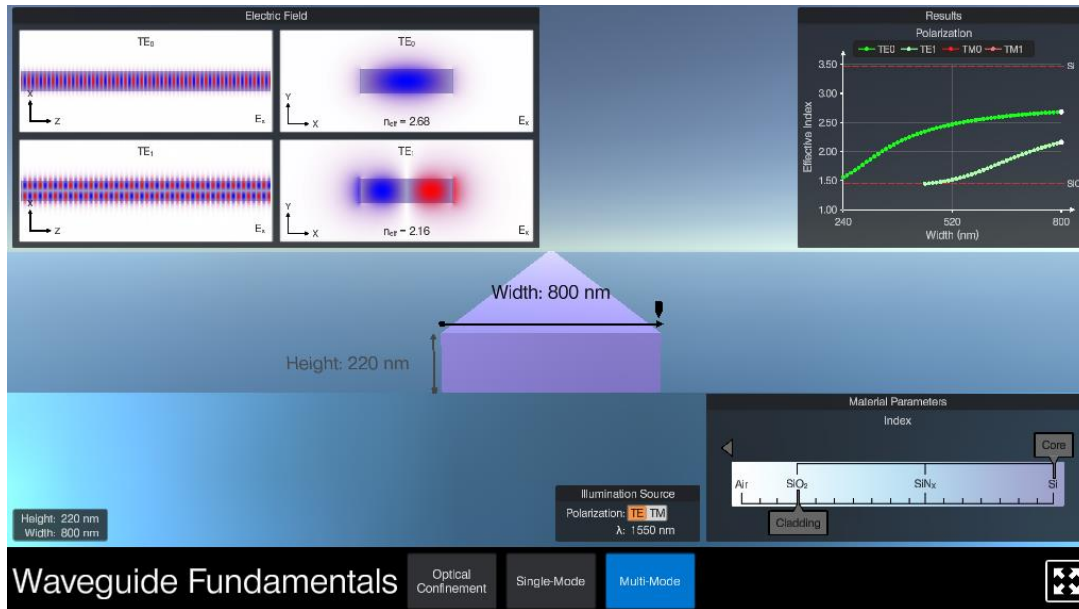 Electric Field
TE₀
X
Z
Eₓ
TE₀
Y
X
n_eff = 2.68
Eₓ
TE₁
X
Z
Eₓ
TE₁
Y
X
n_eff = 2.16
Eₓ
Results
Polarization
TE0 TE1 TM0 TM1
Effective Index
3.50
3.00
2.50
2.00
1.50
1.00
240 520 800
Width (nm)
Si
Width: 800 nm
Height: 220 nm
Material Parameters
Index
Core
Air SiO₂ SiNₓ Si
Cladding
Illumination Source
Polarization: TE TM
λ: 1550 nm
Height: 220 nm
Width: 800 nm
Waveguide Fundamentals
Optical
Confinement
Single-Mode
Multi-Mode